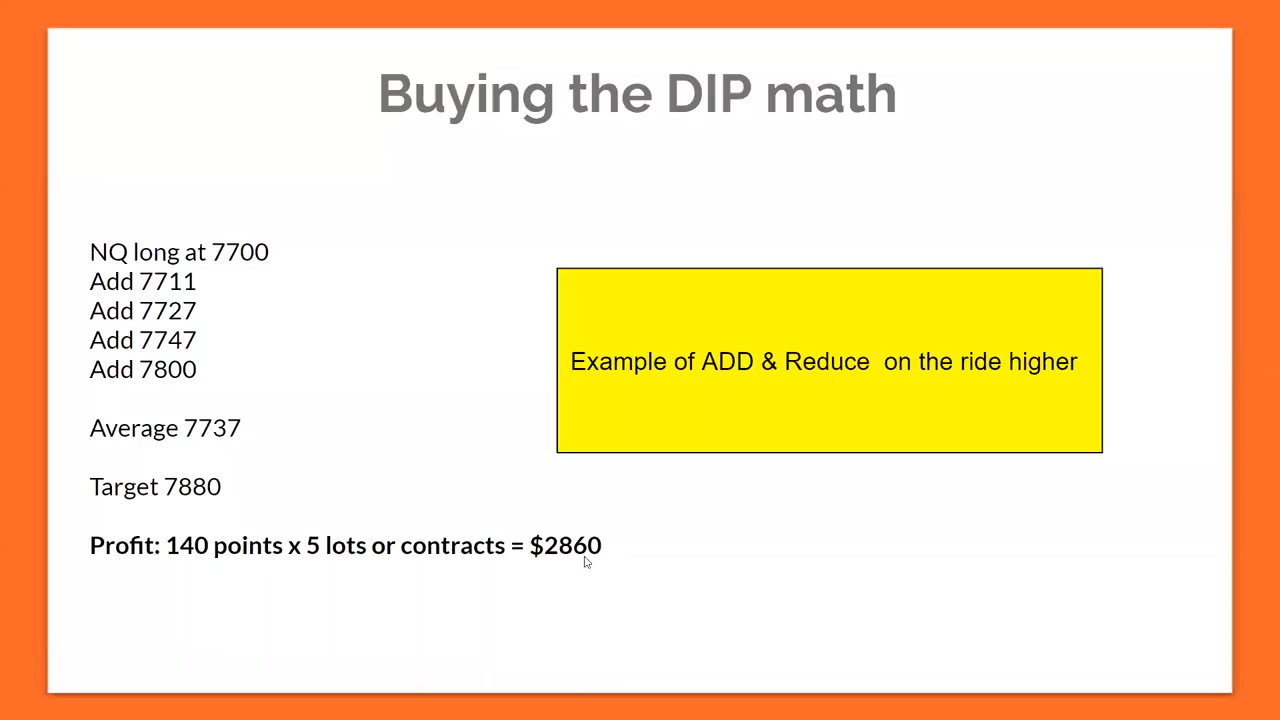 Buying the DIP math
NQ long at 7700
Add 7711
Add 7727
Add 7747
Add 7800
Average 7737
Target 7880
Profit: 140 points x 5 lots or contracts = $2860
Example of ADD & Reduce  on the ride higher